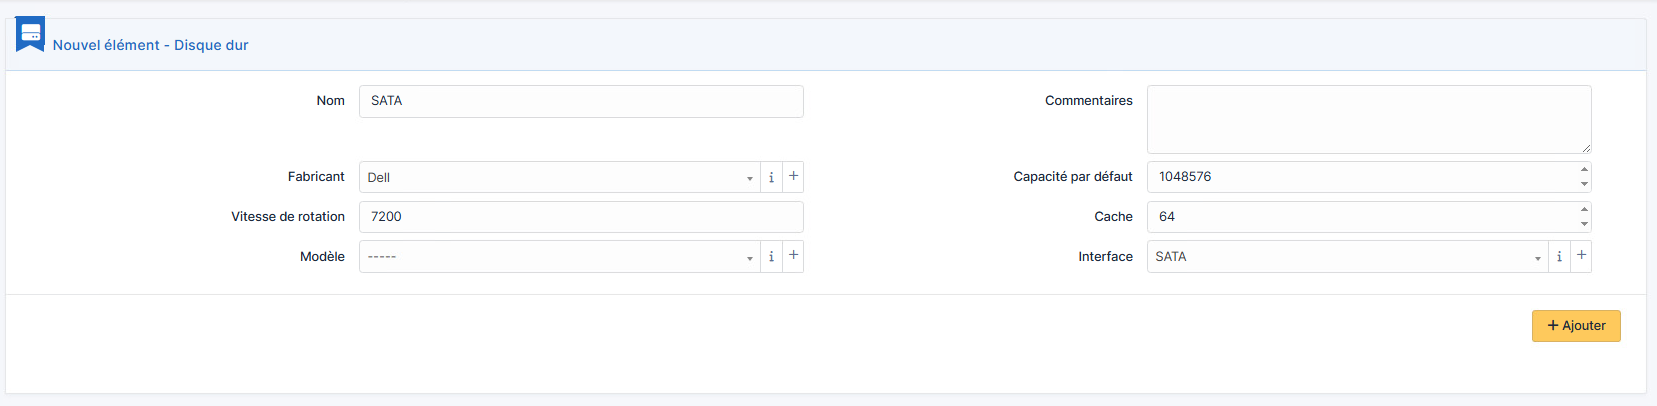 Nouvel élément - Disque dur
Nom SATA
Commentaires
Fabricant Dell i +
Capacité par défaut 1048576
Vitesse de rotation 7200
Cache 64
Modèle ----- i +
Interface SATA i +
+ Ajouter